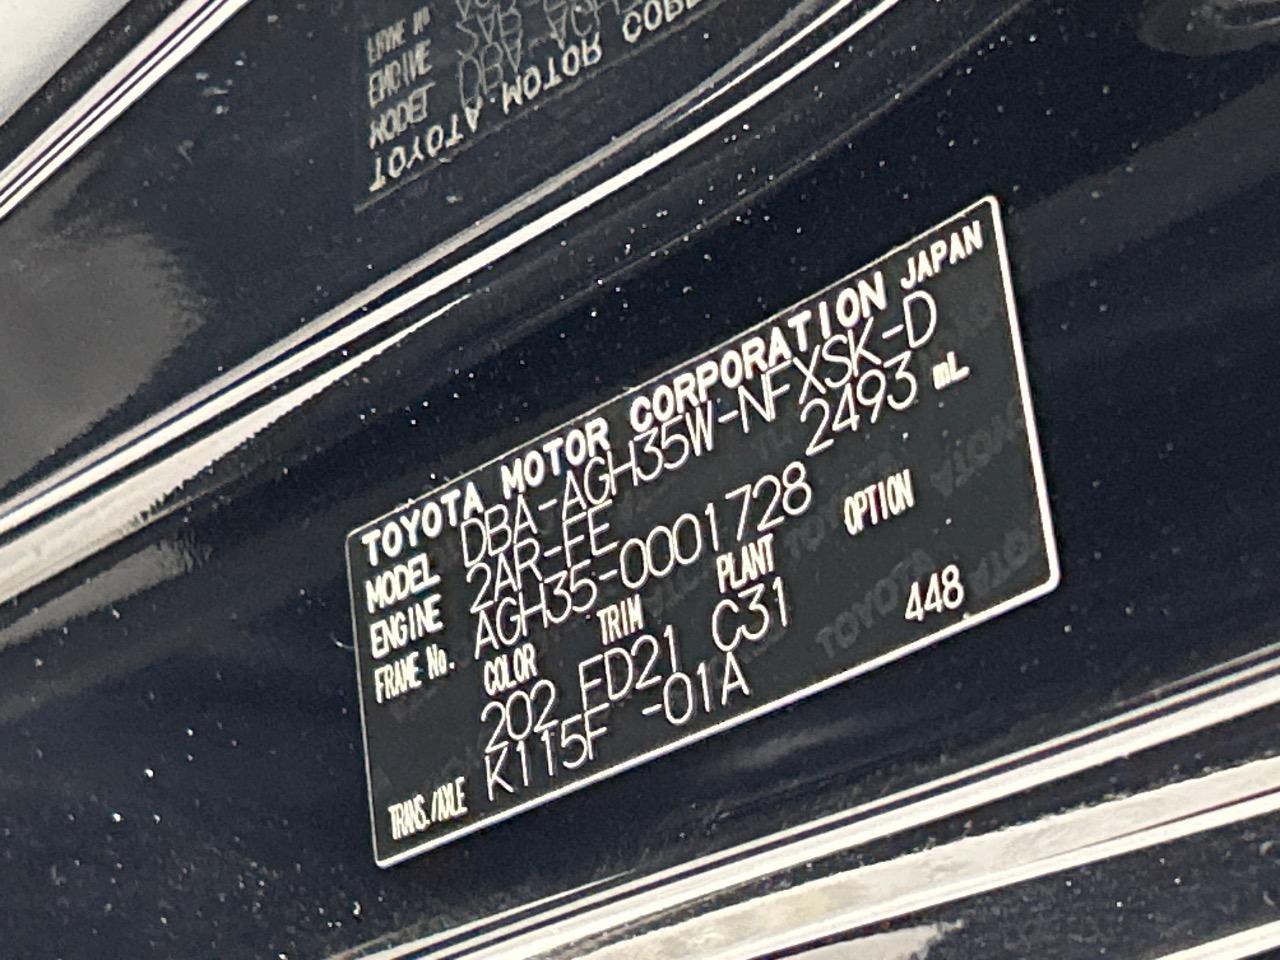 TOYOTA MOTOR CORPORATION JAPAN
MODEL DBA-AGH35W-NFXSK-D
ENGINE 2AR-FE 2493 mL
FRAME No. AGH35-0001728
COLOR TRIM PLANT OPTION
202 FD21 C31 448
TRANS./AXLE K115F -01A